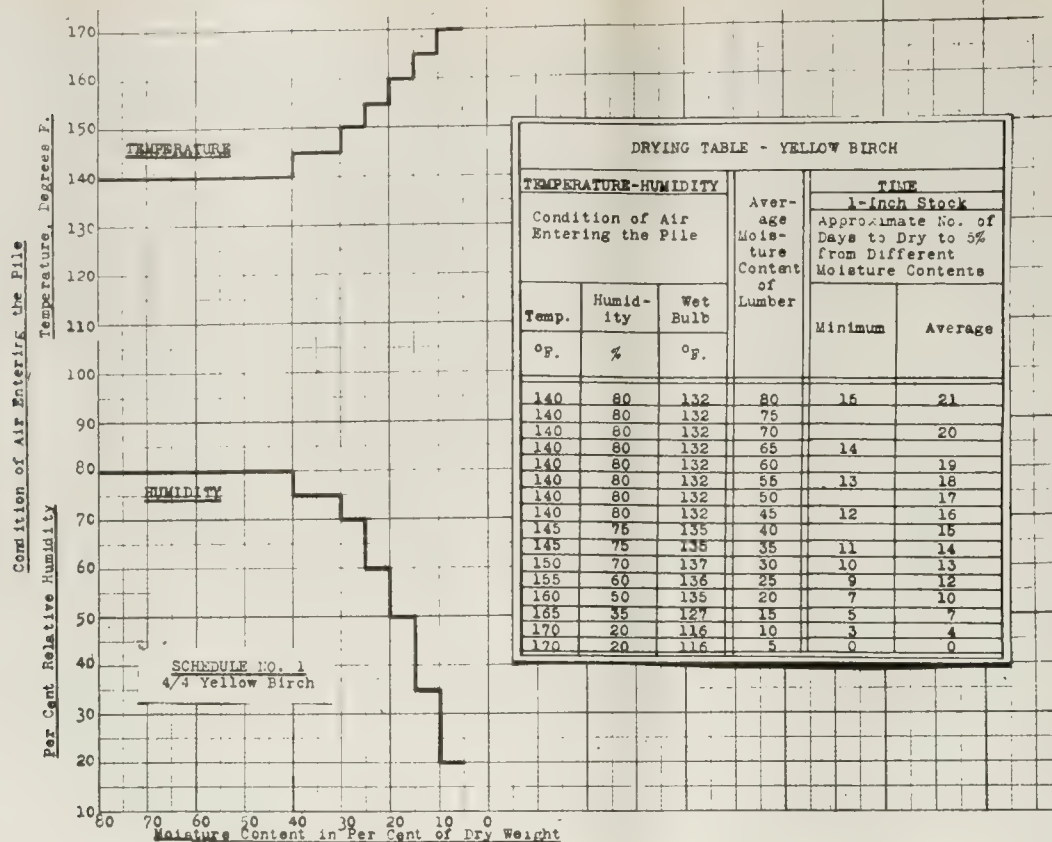 Condition of Air Entering the Pile
Temperature, Degrees F.
Per Cent Relative Humidity
170
160
150
140
130
120
110
100
90
80
70
60
50
40
30
20
10
TEMPERATURE
HUMIDITY
SCHEDULE NO. 1
4/4 Yellow Birch
80 70 60 50 40 30 20 10 0
Moisture Content in Per Cent of Dry Weight
DRYING TABLE - YELLOW BIRCH
TEMPERATURE-HUMIDITY
Condition of Air
Entering the Pile
Temp.
°F.
Humid-
ity
%
Wet
Bulb
°F.
Aver-
age
Mois-
ture
Content
of
Lumber
TIME
1-Inch Stock
Approximate No. of
Days to Dry to 5%
from Different
Moisture Contents
Minimum
Average
140 80 132 80 15 21
140 80 132 75
140 80 132 70 20
140 80 132 65 14
140 80 132 60 19
140 80 132 55 13 18
140 80 132 50 17
140 80 132 45 12 16
145 75 135 40 15
145 75 135 35 11 14
150 70 137 30 10 13
155 60 136 25 9 12
160 50 135 20 7 10
165 35 127 15 5 7
170 20 116 10 3 4
170 20 116 5 0 0